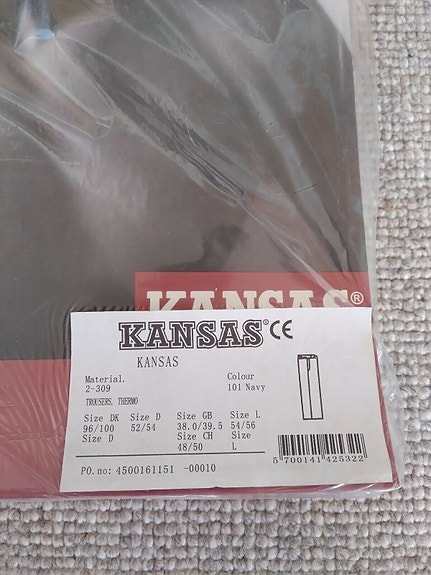 KANSAS®
KANSAS® CE
KANSAS
Material. Colour
2-309 101 Navy
TROUSERS. THERMO
Size DK Size D Size GB Size L
96/100 52/54 38.0/39.5 54/56
Size D Size CH Size
48/50 L
PO.no: 4500161151 -00010
5 700141 425322